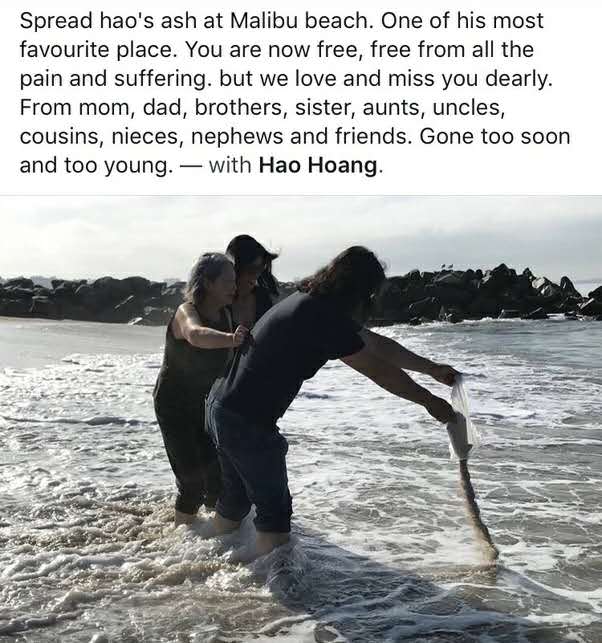 Spread hao's ash at Malibu beach. One of his most
favourite place. You are now free, free from all the
pain and suffering. but we love and miss you dearly.
From mom, dad, brothers, sister, aunts, uncles,
cousins, nieces, nephews and friends. Gone too soon
and too young. — with Hao Hoang.